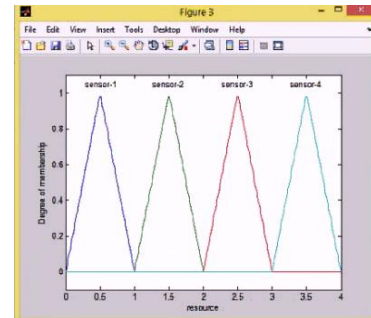 Figure 3
File Edit View Insert Tools Desktop Window Help
sensor-1 sensor-2 sensor-3 sensor-4
1
0.8
0.6
0.4
0.2
0
Degree of membership
0 0.5 1 1.5 2 2.5 3 3.5 4
resource